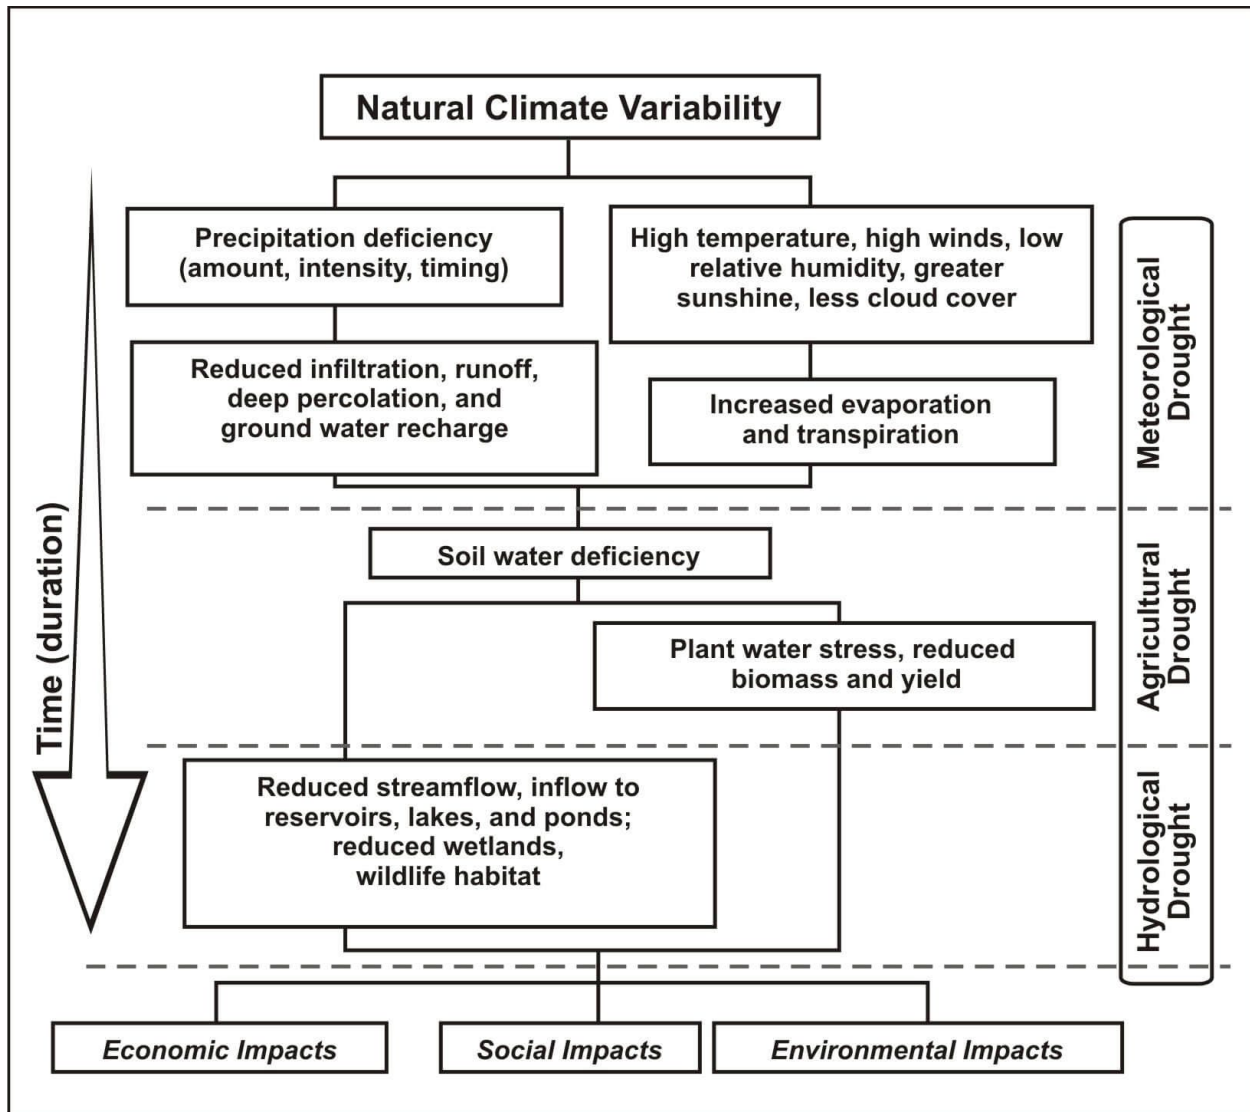 Natural Climate Variability
Precipitation deficiency
(amount, intensity, timing)
High temperature, high winds, low
relative humidity, greater
sunshine, less cloud cover
Reduced infiltration, runoff,
deep percolation, and
ground water recharge
Increased evaporation
and transpiration
Meteorological
Drought
Time (duration)
Soil water deficiency
Plant water stress, reduced
biomass and yield
Agricultural
Drought
Reduced streamflow, inflow to
reservoirs, lakes, and ponds;
reduced wetlands,
wildlife habitat
Hydrological
Drought
Economic Impacts
Social Impacts
Environmental Impacts